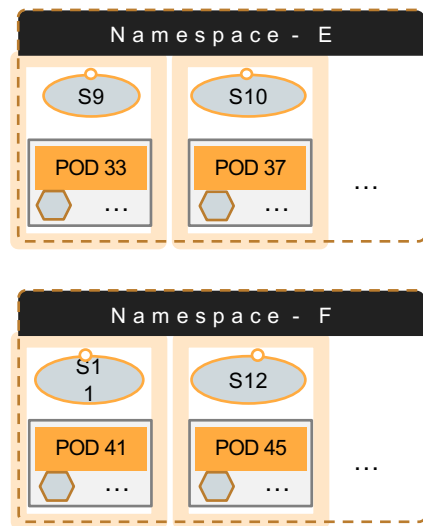 Namespace - E
S9
S10
POD 33
POD 37
...
...
...
Namespace - F
S1
1
S12
POD 41
POD 45
...
...
...